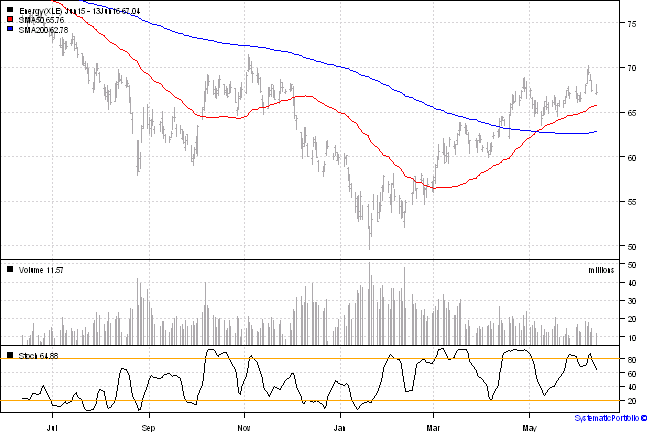 Energy(XLE) Jun15 - 13Jun16 67.04
SMA50 65.76
SMA200 62.78
75
70
65
60
55
50
Volume 11.57
millions
50
40
30
20
10
Stoch 64.88
80
60
40
20
Jul
Sep
Nov
Jan
Mar
May
SystematicPortfolio ©